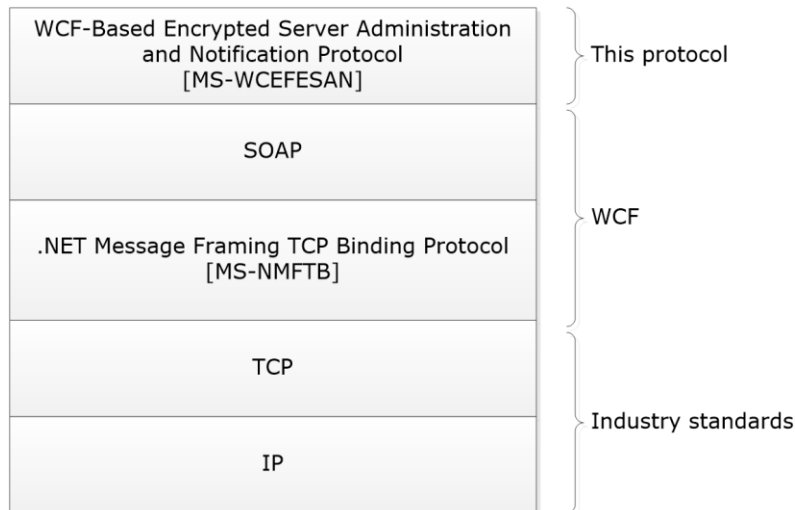 WCF-Based Encrypted Server Administration
and Notification Protocol
[MS-WCEFESAN]
This protocol
SOAP
WCF
.NET Message Framing TCP Binding Protocol
[MS-NMFTB]
TCP
Industry standards
IP